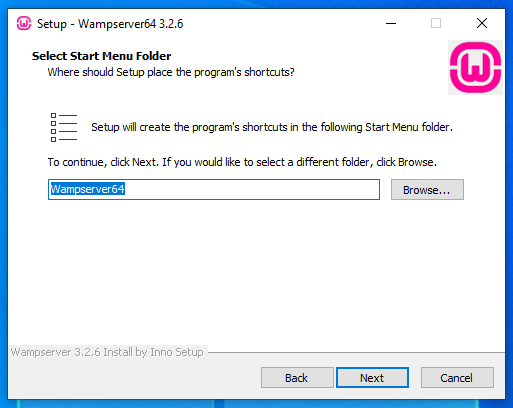 Setup - Wampserver64 3.2.6
Select Start Menu Folder
Where should Setup place the program's shortcuts?
Setup will create the program's shortcuts in the following Start Menu folder.
To continue, click Next. If you would like to select a different folder, click Browse.
Wampserver64
Browse...
Wampserver 3.2.6 Install by Inno Setup
Back
Next
Cancel